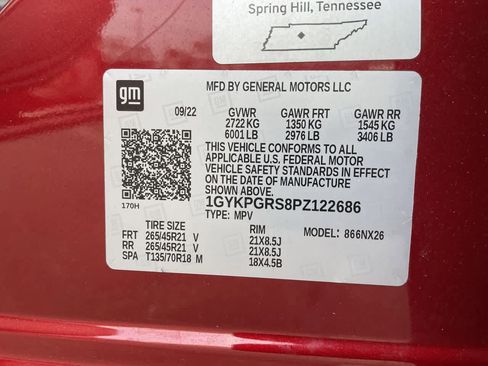 Spring Hill, Tennessee
gm
MFD BY GENERAL MOTORS LLC
09/22 GVWR GAWR FRT GAWR RR
2722 KG 1350 KG 1545 KG
6001 LB 2976 LB 3406 LB
THIS VEHICLE CONFORMS TO ALL
APPLICABLE U.S. FEDERAL MOTOR
VEHICLE SAFETY STANDARDS IN EFFECT
ON THE DATE OF MANUFACTURE
SHOWN ABOVE.
1GYKPGRS8PZ122686
170H TYPE: MPV
TIRE SIZE RIM MODEL: 866NX26
FRT 265/45R21 V 21X8.5J
RR 265/45R21 V 21X8.5J
SPA T135/70R18 M 18X4.5B